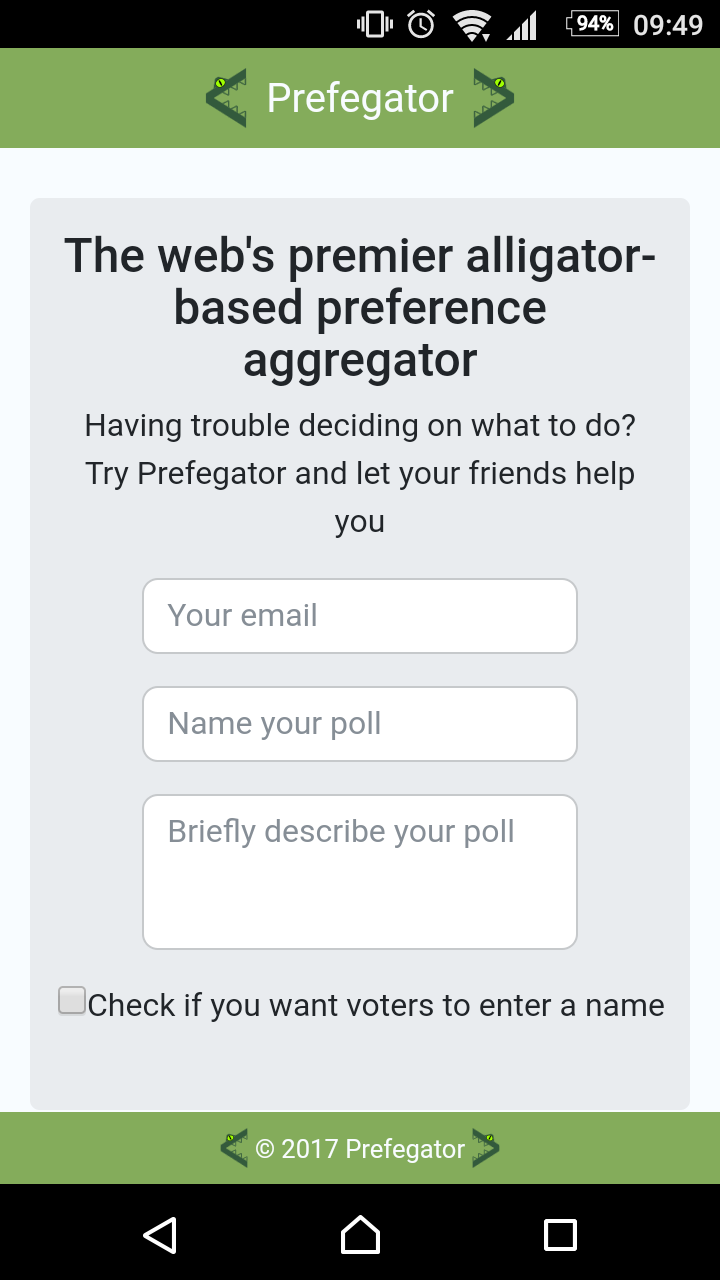 94% 09:49
Prefegator
The web's premier alligator-
based preference
aggregator
Having trouble deciding on what to do?
Try Prefegator and let your friends help
you
Your email
Name your poll
Briefly describe your poll
Check if you want voters to enter a name
© 2017 Prefegator